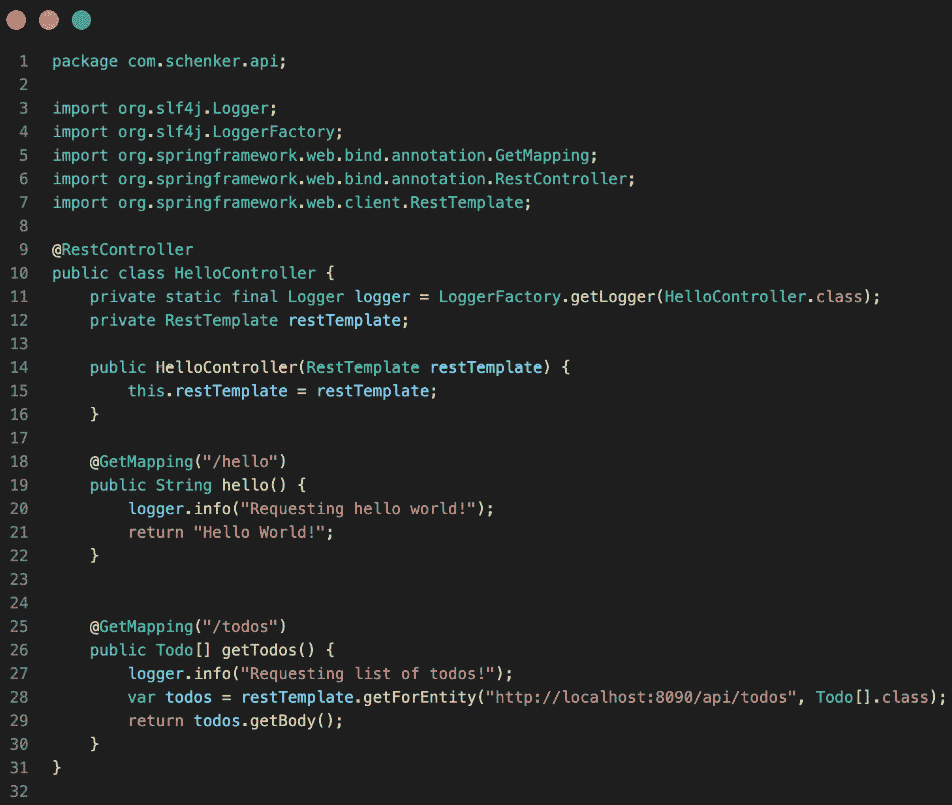 1 package com.schenker.api;
2
3 import org.slf4j.Logger;
4 import org.slf4j.LoggerFactory;
5 import org.springframework.web.bind.annotation.GetMapping;
6 import org.springframework.web.bind.annotation.RestController;
7 import org.springframework.web.client.RestTemplate;
8
9 @RestController
10 public class HelloController {
11     private static final Logger logger = LoggerFactory.getLogger(HelloController.class);
12     private RestTemplate restTemplate;
13
14     public HelloController(RestTemplate restTemplate) {
15         this.restTemplate = restTemplate;
16     }
17
18     @GetMapping("/hello")
19     public String hello() {
20         logger.info("Requesting hello world!");
21         return "Hello World!";
22     }
23
24
25     @GetMapping("/todos")
26     public Todo[] getTodos() {
27         logger.info("Requesting list of todos!");
28         var todos = restTemplate.getForEntity("http://localhost:8090/api/todos", Todo[].class);
29         return todos.getBody();
30     }
31 }
32